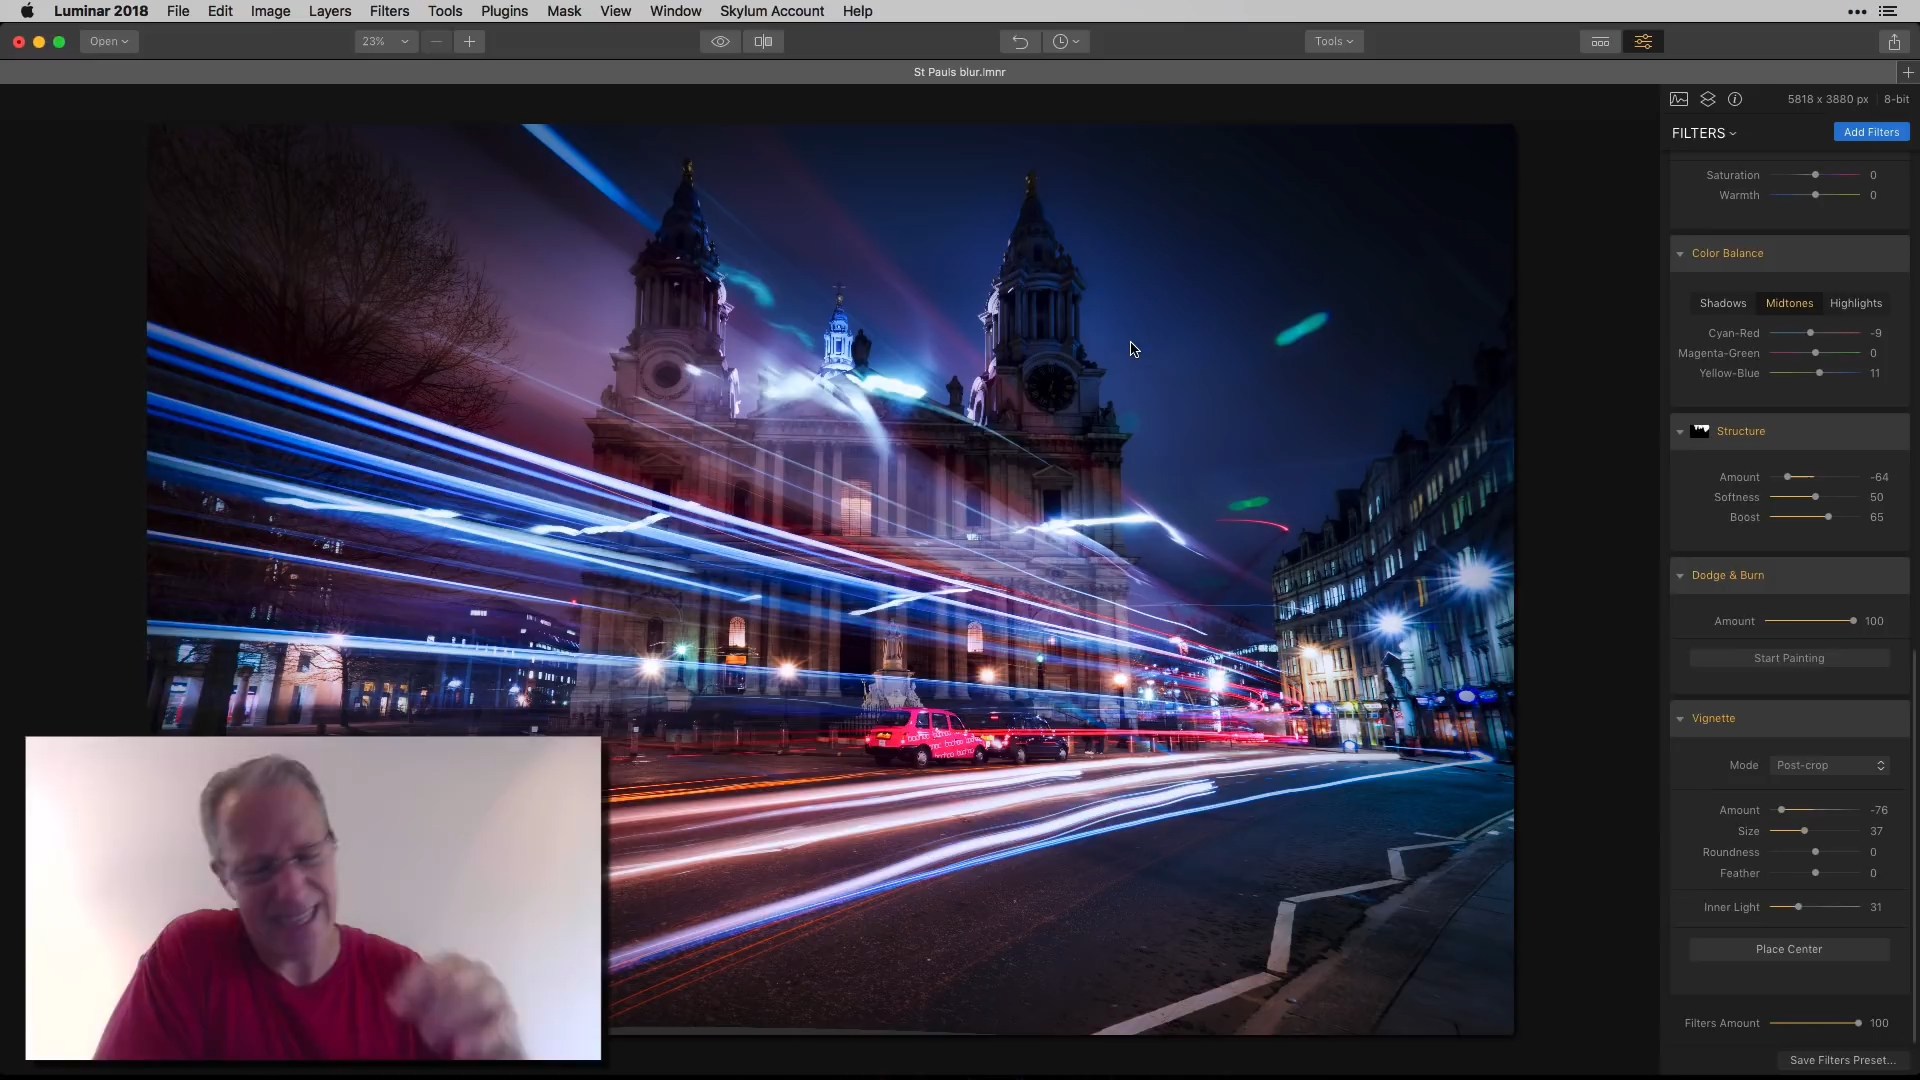 Luminar 2018 File Edit Image Layers Filters Tools Plugins Mask View Window Skylum Account Help
Open 23% Tools
St Pauls blur.lmnr
5818 x 3880 px 8-bit
FILTERS Add Filters
Saturation 0
Warmth 0
Color Balance
Shadows Midtones Highlights
Cyan-Red -9
Magenta-Green 0
Yellow-Blue 11
Structure
Amount -64
Softness 50
Boost 65
Dodge & Burn
Amount 100
Start Painting
Vignette
Mode Post-crop
Amount -76
Size 37
Roundness 0
Feather 0
Inner Light 31
Place Center
Filters Amount 100
Save Filters Preset...